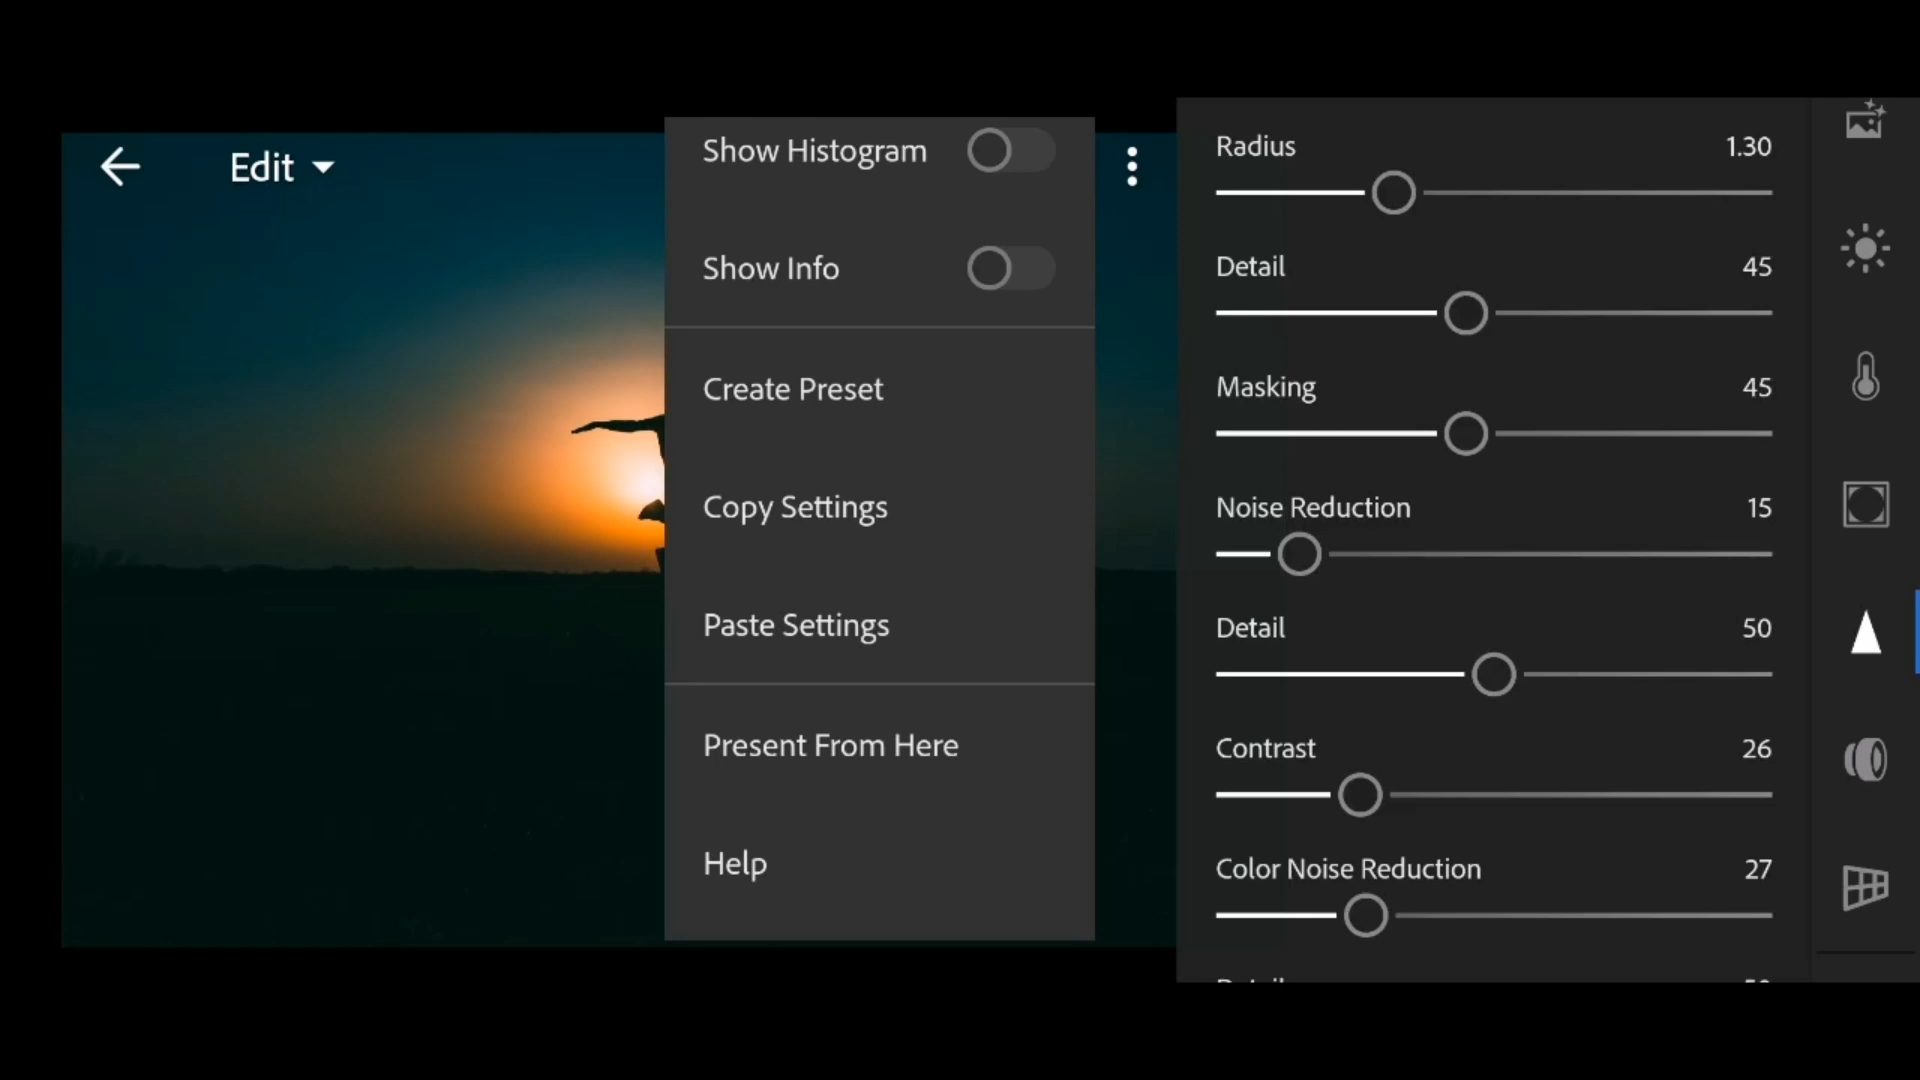 Edit
Show Histogram
Show Info
Create Preset
Copy Settings
Paste Settings
Present From Here
Help
Radius 1.30
Detail 45
Masking 45
Noise Reduction 15
Detail 50
Contrast 26
Color Noise Reduction 27